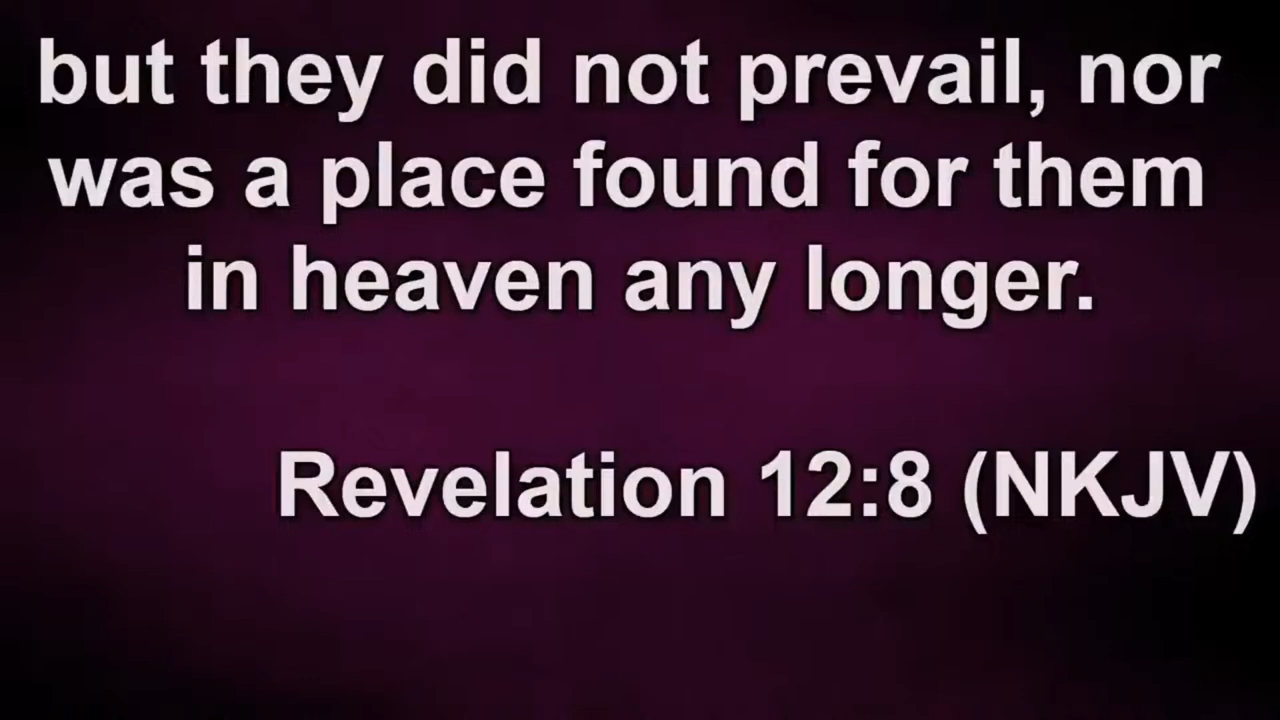 but they did not prevail, nor
was a place found for them
in heaven any longer.
Revelation 12:8 (NKJV)